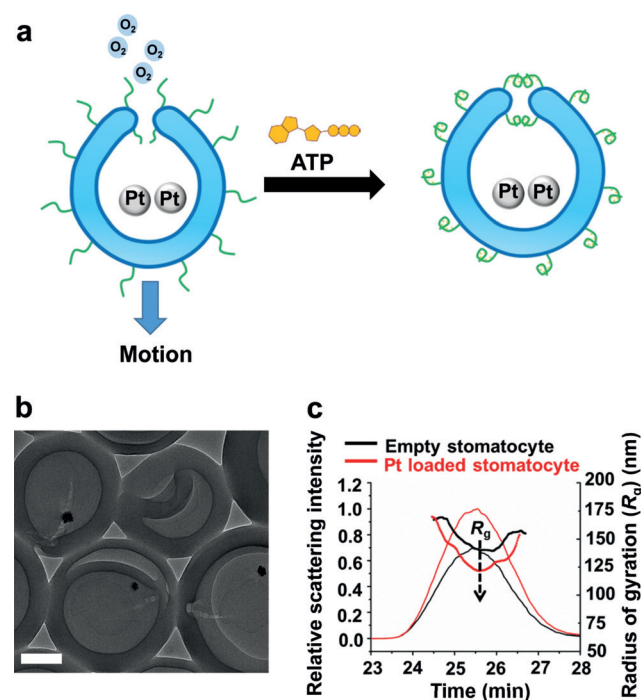 a
O2
O2
O2
O2
Pt Pt
ATP
Pt Pt
Motion
b
c
Empty stomatocyte
Pt loaded stomatocyte
Relative scattering intensity
1.2
1.0
0.8
0.6
0.4
0.2
0.0
Rg
200
175
150
125
100
75
50
Radius of gyration (Rg) (nm)
23 24 25 26 27 28
Time (min)